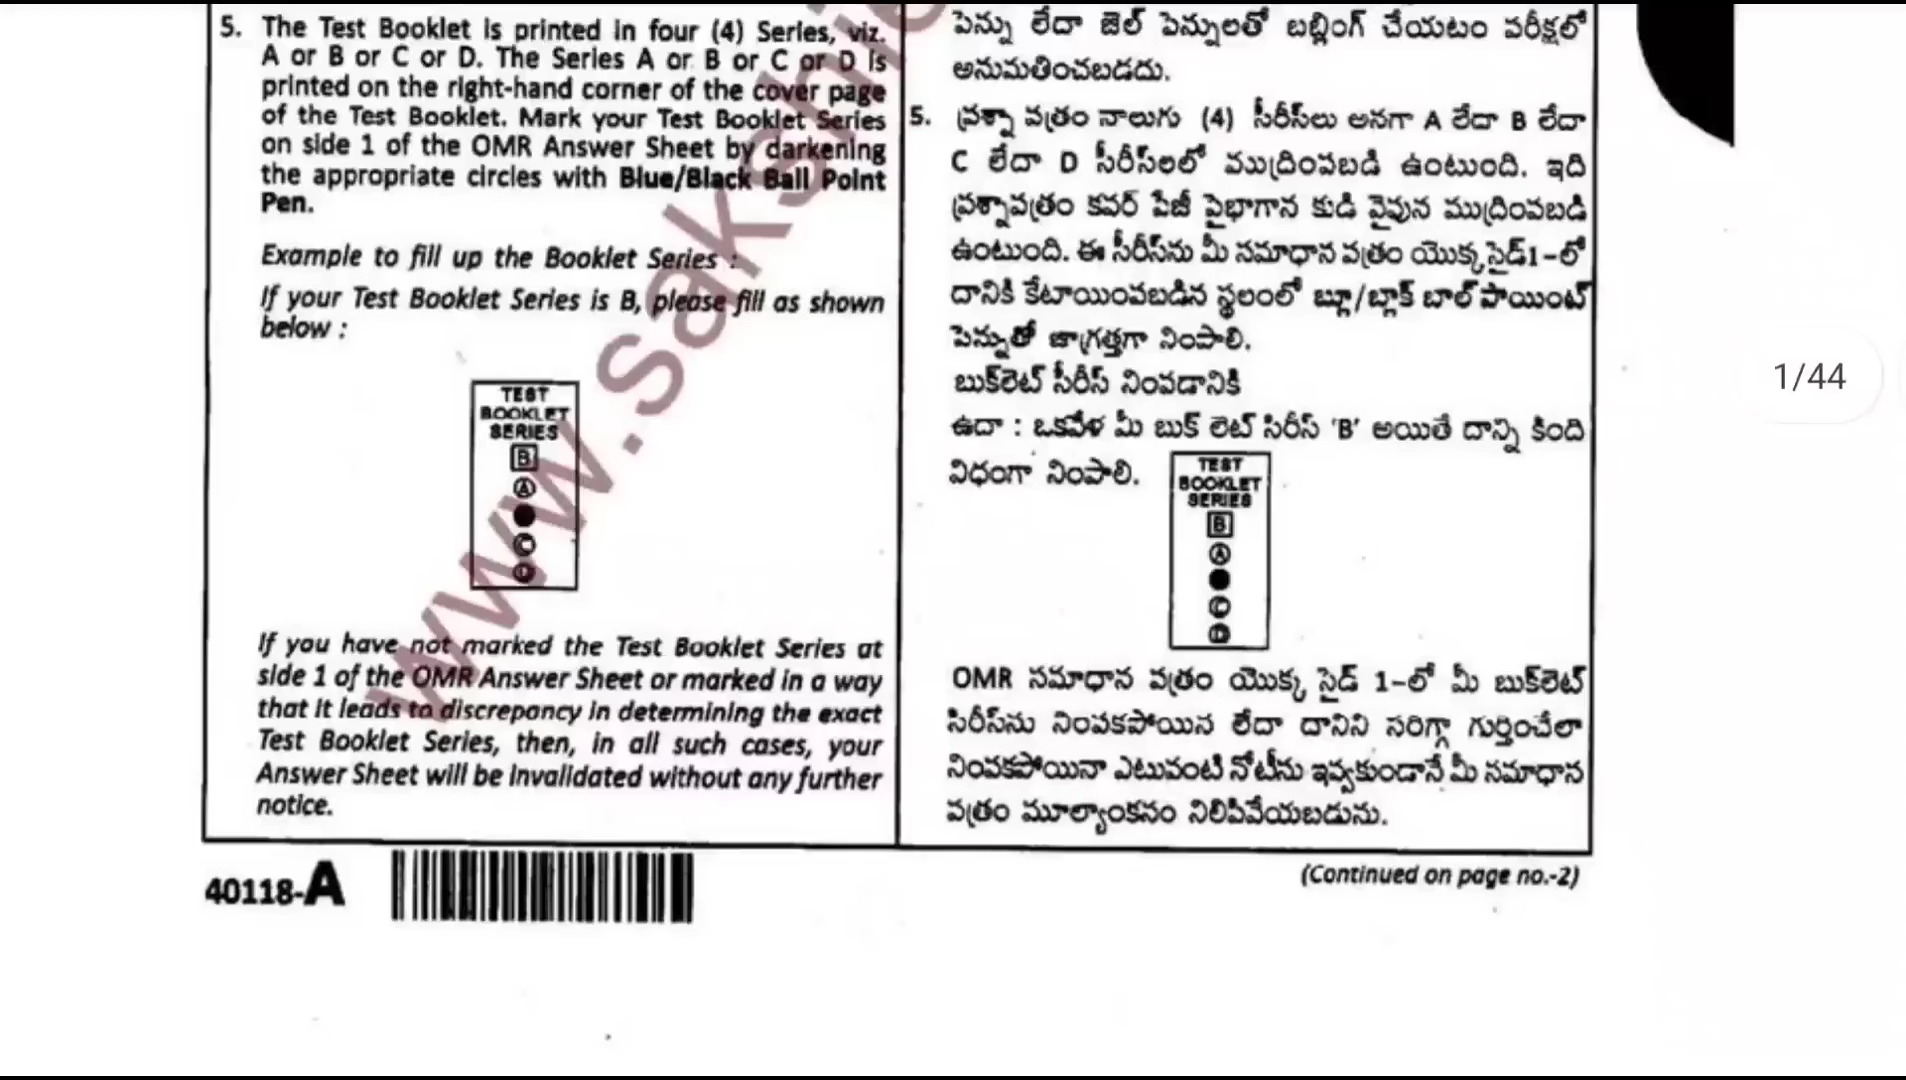 5. The Test Booklet is printed in four (4) Series, viz.
A or B or C or D. The Series A or B or C or D is
printed on the right-hand corner of the cover page
of the Test Booklet. Mark your Test Booklet Series
on side 1 of the OMR Answer Sheet by darkening
the appropriate circles with Blue/Black Ball Point
Pen.
Example to fill up the Booklet Series :
If your Test Booklet Series is B, please fill as shown
below :
TEST
BOOKLET
SERIES
B
A
C
D
If you have not marked the Test Booklet Series at
side 1 of the OMR Answer Sheet or marked in a way
that it leads to discrepancy in determining the exact
Test Booklet Series, then, in all such cases, your
Answer Sheet will be invalidated without any further
notice.
పెన్ను లేదా జెల్ పెన్నులతో బబ్లింగ్ చేయటం పరీక్షలో
అనుమతించబడదు.
5. ప్రశ్నా పత్రం నాలుగు (4) సీరీస్‌లు అనగా A లేదా B లేదా
C లేదా D సీరీస్‌లలో ముద్రింపబడి ఉంటుంది. ఇది
ప్రశ్నాపత్రం కవర్ పేజీ పైభాగాన కుడి వైపున ముద్రింపబడి
ఉంటుంది. ఈ సీరీస్‌ను మీ సమాధాన పత్రం యొక్క సైడ్1-లో
దానికి కేటాయింపబడిన స్థలంలో బ్లూ/బ్లాక్ బాల్ పాయింట్
పెన్నుతో జాగ్రత్తగా నింపాలి.
బుక్‌లెట్ సీరీస్ నింపడానికి
ఉదా : ఒకవేళ మీ బుక్ లెట్ సిరీస్ 'B' అయితే దాన్ని కింది
విధంగా నింపాలి.
TEST
BOOKLET
SERIES
B
A
C
D
OMR సమాధాన పత్రం యొక్క సైడ్ 1-లో మీ బుక్‌లెట్
సిరీస్‌ను నింపకపోయిన లేదా దానిని సరిగ్గా గుర్తించేలా
నింపకపోయినా ఎటువంటి నోటీసు ఇవ్వకుండానే మీ సమాధాన
పత్రం మూల్యాంకనం నిలిపివేయబడును.
40118-A
(Continued on page no.-2)
1/44